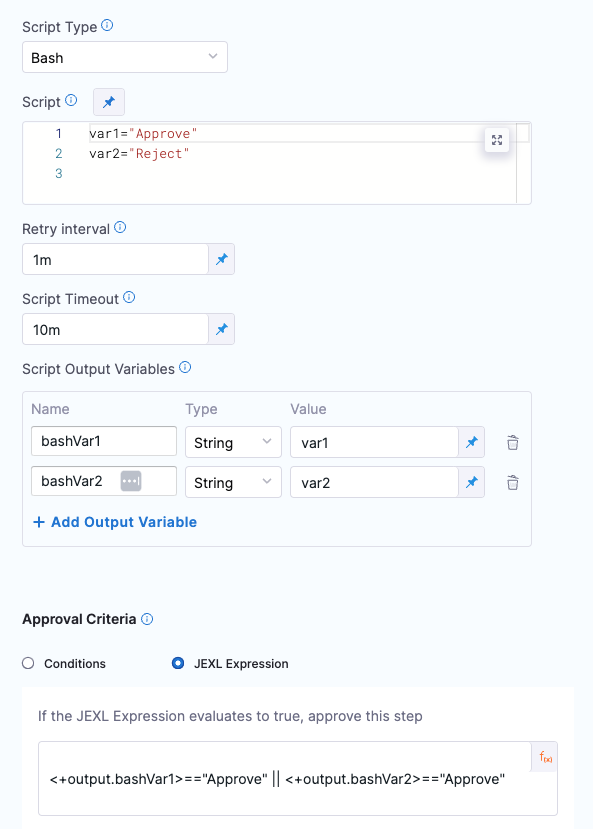 Script Type
Bash
Script
1 var1="Approve"
2 var2="Reject"
3
Retry interval
1m
Script Timeout
10m
Script Output Variables
Name Type Value
bashVar1 String var1
bashVar2 String var2
+ Add Output Variable
Approval Criteria
Conditions JEXL Expression
If the JEXL Expression evaluates to true, approve this step
f(x)
<+output.bashVar1>=="Approve" || <+output.bashVar2>=="Approve"